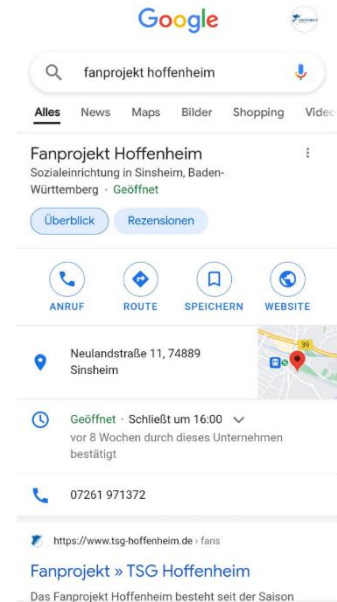 Google
fanprojekt hoffenheim
Alles News Maps Bilder Shopping Video
Fanprojekt Hoffenheim
Sozialeinrichtung in Sinsheim, Baden-
Württemberg · Geöffnet
Überblick Rezensionen
ANRUF ROUTE SPEICHERN WEBSITE
Neulandstraße 11, 74889
Sinsheim
39
Geöffnet · Schließt um 16:00
vor 8 Wochen durch dieses Unternehmen
bestätigt
07261 971372
https://www.tsg-hoffenheim.de › fans
Fanprojekt » TSG Hoffenheim
Das Fanprojekt Hoffenheim besteht seit der Saison